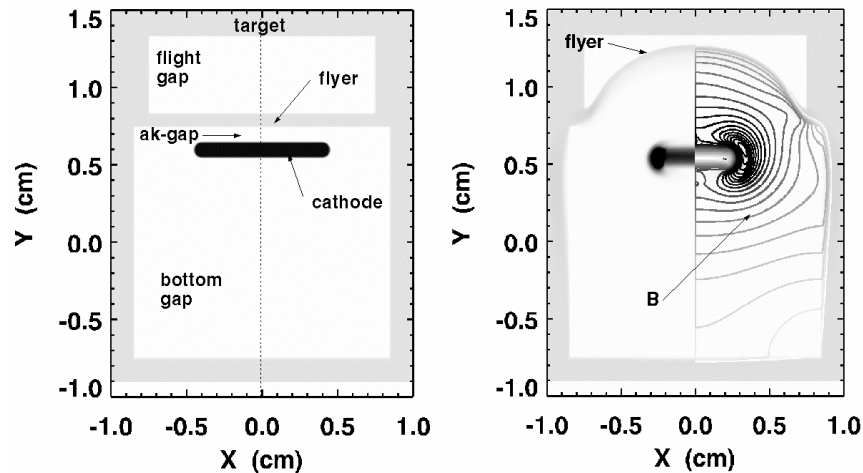 target
flight
gap
flyer
ak-gap
cathode
bottom
gap
1.5
1.0
0.5
0.0
-0.5
-1.0
Y (cm)
-1.0 -0.5 0.0 0.5 1.0
X (cm)
flyer
B
1.5
1.0
0.5
0.0
-0.5
-1.0
Y (cm)
-1.0 -0.5 0.0 0.5 1.0
X (cm)